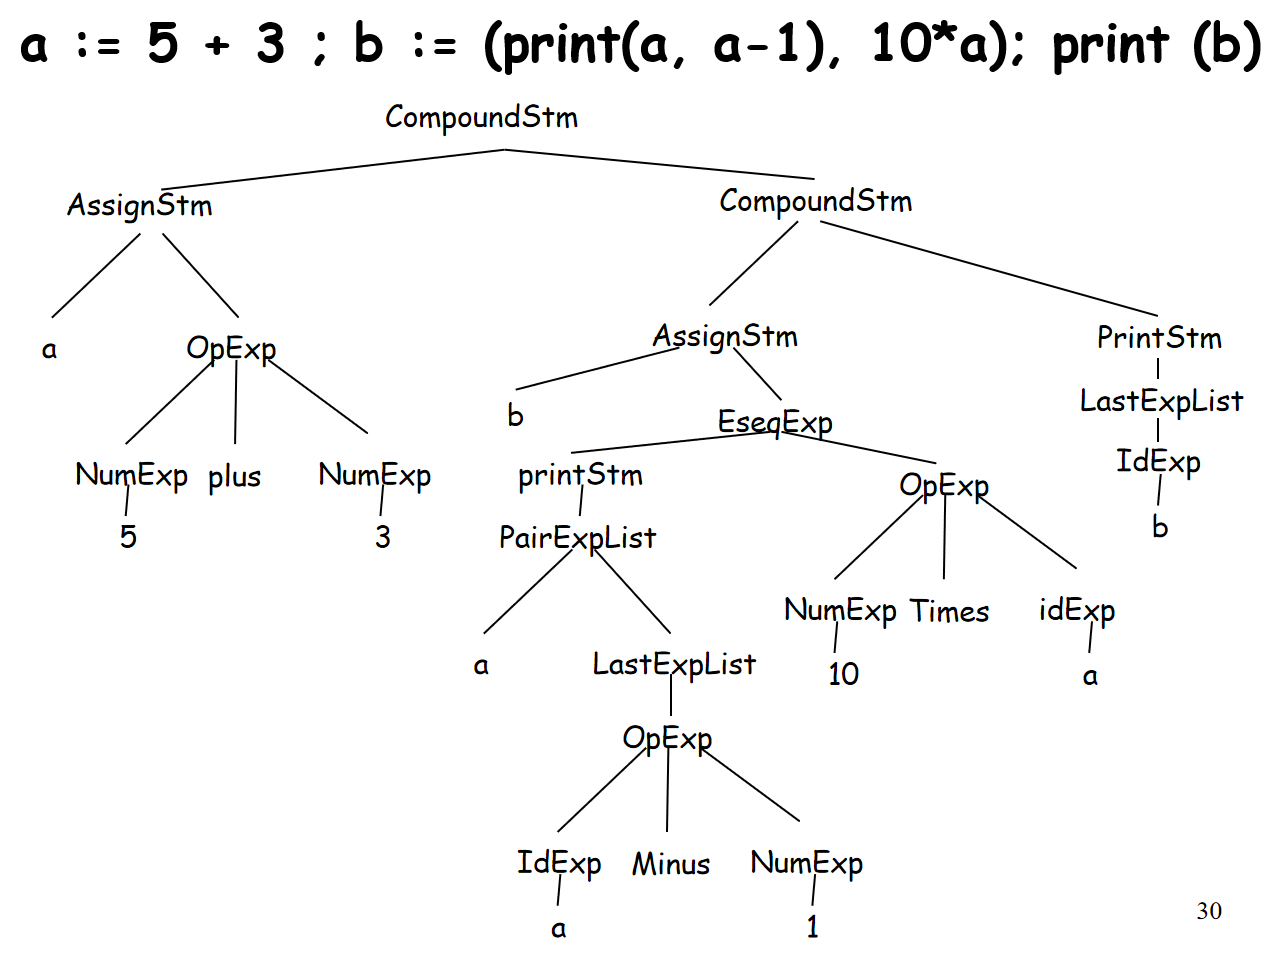 a := 5 + 3 ; b := (print(a, a-1), 10*a); print (b)
CompoundStm
AssignStm CompoundStm
a OpExp AssignStm PrintStm
b EseqExp LastExpList
NumExp plus NumExp printStm OpExp IdExp
5 3 PairExpList b
NumExp Times idExp
a LastExpList 10 a
OpExp
IdExp Minus NumExp
a 1
30